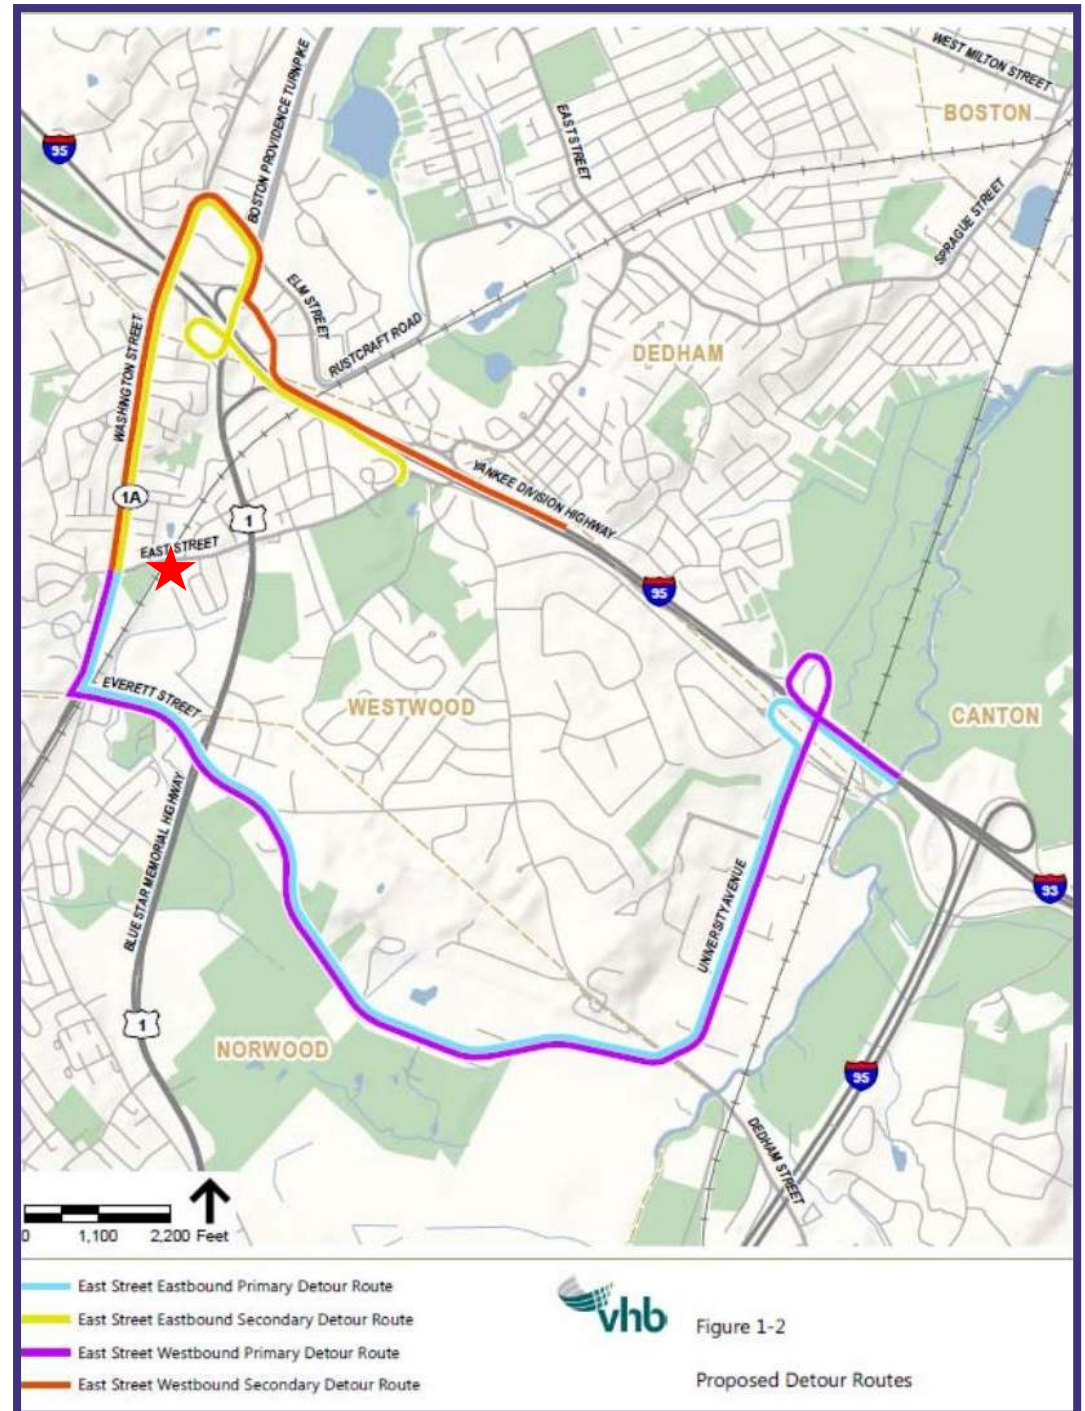 WEST MILTON STREET
BOSTON
95
BOSTON PROVIDENCE TURNPIKE
EAST STREET
SPRAGUE STREET
ELM STREET
RUSTCRAFT ROAD
DEDHAM
WASHINGTON STREET
1A
YANKEE DIVISION HIGHWAY
1
EAST STREET
95
EVERETT STREET
WESTWOOD
CANTON
BLUE STAR MEMORIAL HIGHWAY
UNIVERSITY AVENUE
93
1
NORWOOD
95
DEDHAM STREET
0 1,100 2,200 Feet
East Street Eastbound Primary Detour Route
East Street Eastbound Secondary Detour Route
East Street Westbound Primary Detour Route
East Street Westbound Secondary Detour Route
vhb
Figure 1-2
Proposed Detour Routes